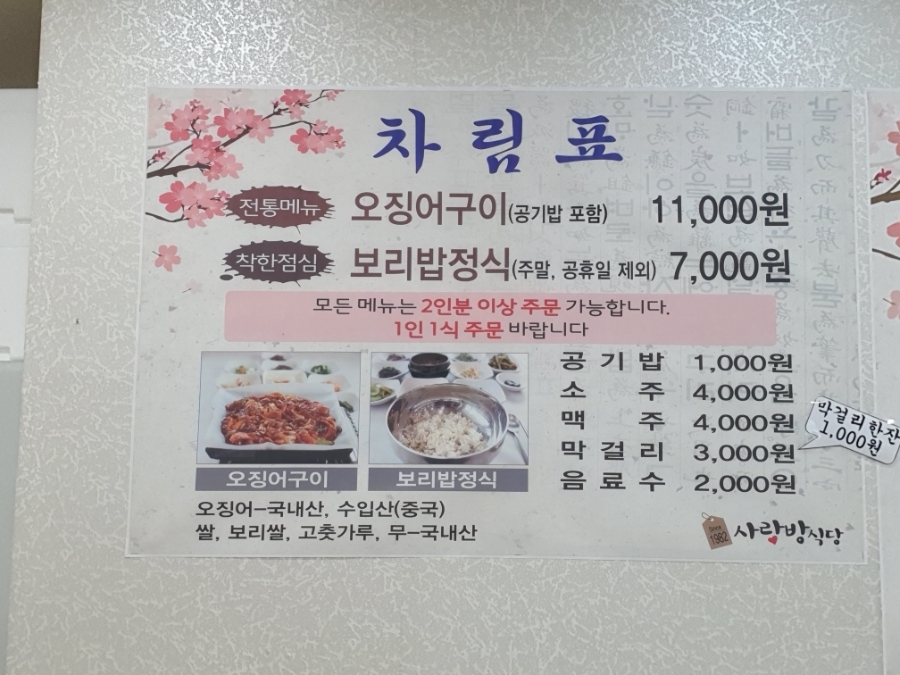 차림표
전통메뉴 오징어구이(공기밥 포함) 11,000원
착한점심 보리밥정식(주말, 공휴일 제외) 7,000원
모든 메뉴는 2인분 이상 주문 가능합니다.
1인 1식 주문 바랍니다
공기밥 1,000원
소주 4,000원
맥주 4,000원
막걸리 3,000원
막걸리 한잔
1,000원
음료수 2,000원
오징어구이
보리밥정식
오징어-국내산, 수입산(중국)
쌀, 보리쌀, 고춧가루, 무-국내산
Since
1982
사랑방식당